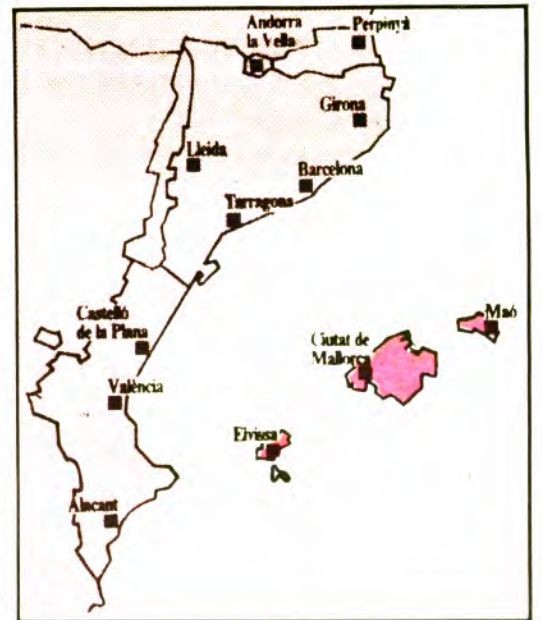 Andorra
la Vella
Perpinyà
Girona
Lleida
Barcelona
Tarragona
Castelló
de la Plana
Maó
Ciutat de
Mallorca
València
Eivissa
Alacant